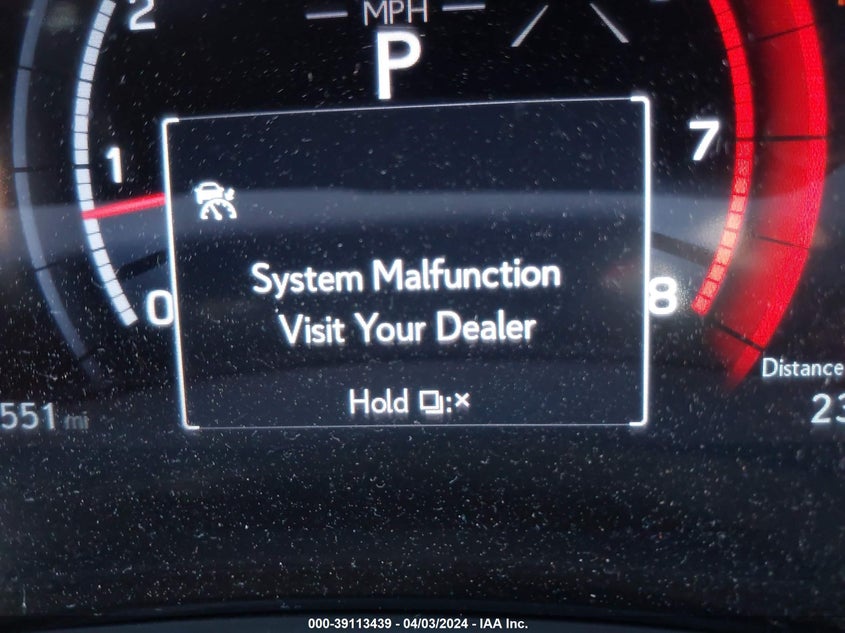 2
MPH
P
1
7
System Malfunction
0
8
Visit Your Dealer
Distance
Hold :×
551 mi
23
000-39113439 - 04/03/2024 - IAA Inc.